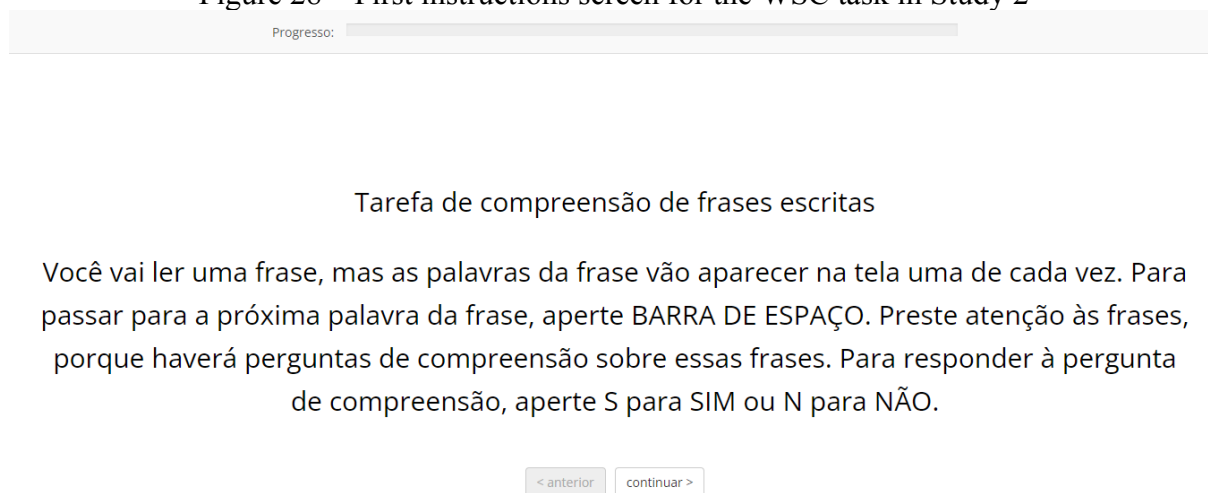 Figure 28 – First instructions screen for the WSC task in Study 2
Progresso:
Tarefa de compreensão de frases escritas
Você vai ler uma frase, mas as palavras da frase vão aparecer na tela uma de cada vez. Para
passar para a próxima palavra da frase, aperte BARRA DE ESPAÇO. Preste atenção às frases,
porque haverá perguntas de compreensão sobre essas frases. Para responder à pergunta
de compreensão, aperte S para SIM ou N para NÃO.
< anterior continuar >